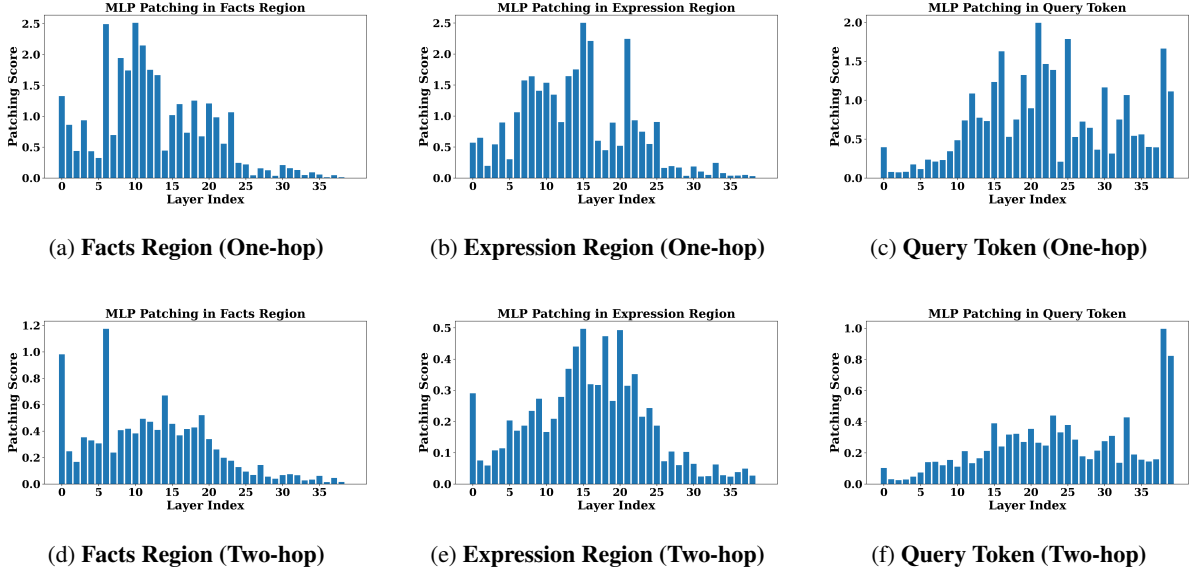 MLP Patching in Facts Region
Patching Score
2.5
2.0
1.5
1.0
0.5
0.0
0 5 10 15 20 25 30 35
Layer Index
(a) Facts Region (One-hop)
MLP Patching in Expression Region
Patching Score
2.5
2.0
1.5
1.0
0.5
0.0
0 5 10 15 20 25 30 35
Layer Index
(b) Expression Region (One-hop)
MLP Patching in Query Token
Patching Score
2.0
1.5
1.0
0.5
0.0
0 5 10 15 20 25 30 35
Layer Index
(c) Query Token (One-hop)
MLP Patching in Facts Region
Patching Score
1.2
1.0
0.8
0.6
0.4
0.2
0.0
0 5 10 15 20 25 30 35
Layer Index
(d) Facts Region (Two-hop)
MLP Patching in Expression Region
Patching Score
0.5
0.4
0.3
0.2
0.1
0.0
0 5 10 15 20 25 30 35
Layer Index
(e) Expression Region (Two-hop)
MLP Patching in Query Token
Patching Score
1.0
0.8
0.6
0.4
0.2
0.0
0 5 10 15 20 25 30 35
Layer Index
(f) Query Token (Two-hop)